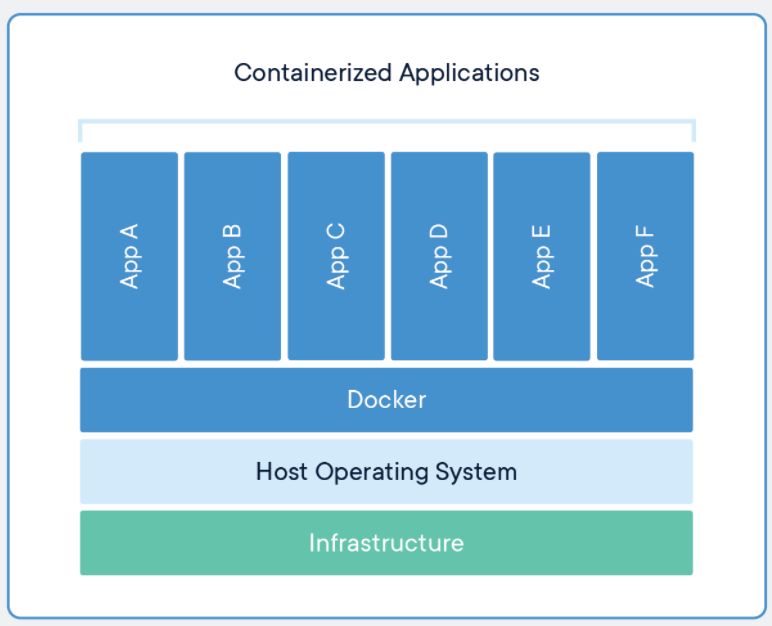 Containerized Applications
App A
App B
App C
App D
App E
App F
Docker
Host Operating System
Infrastructure